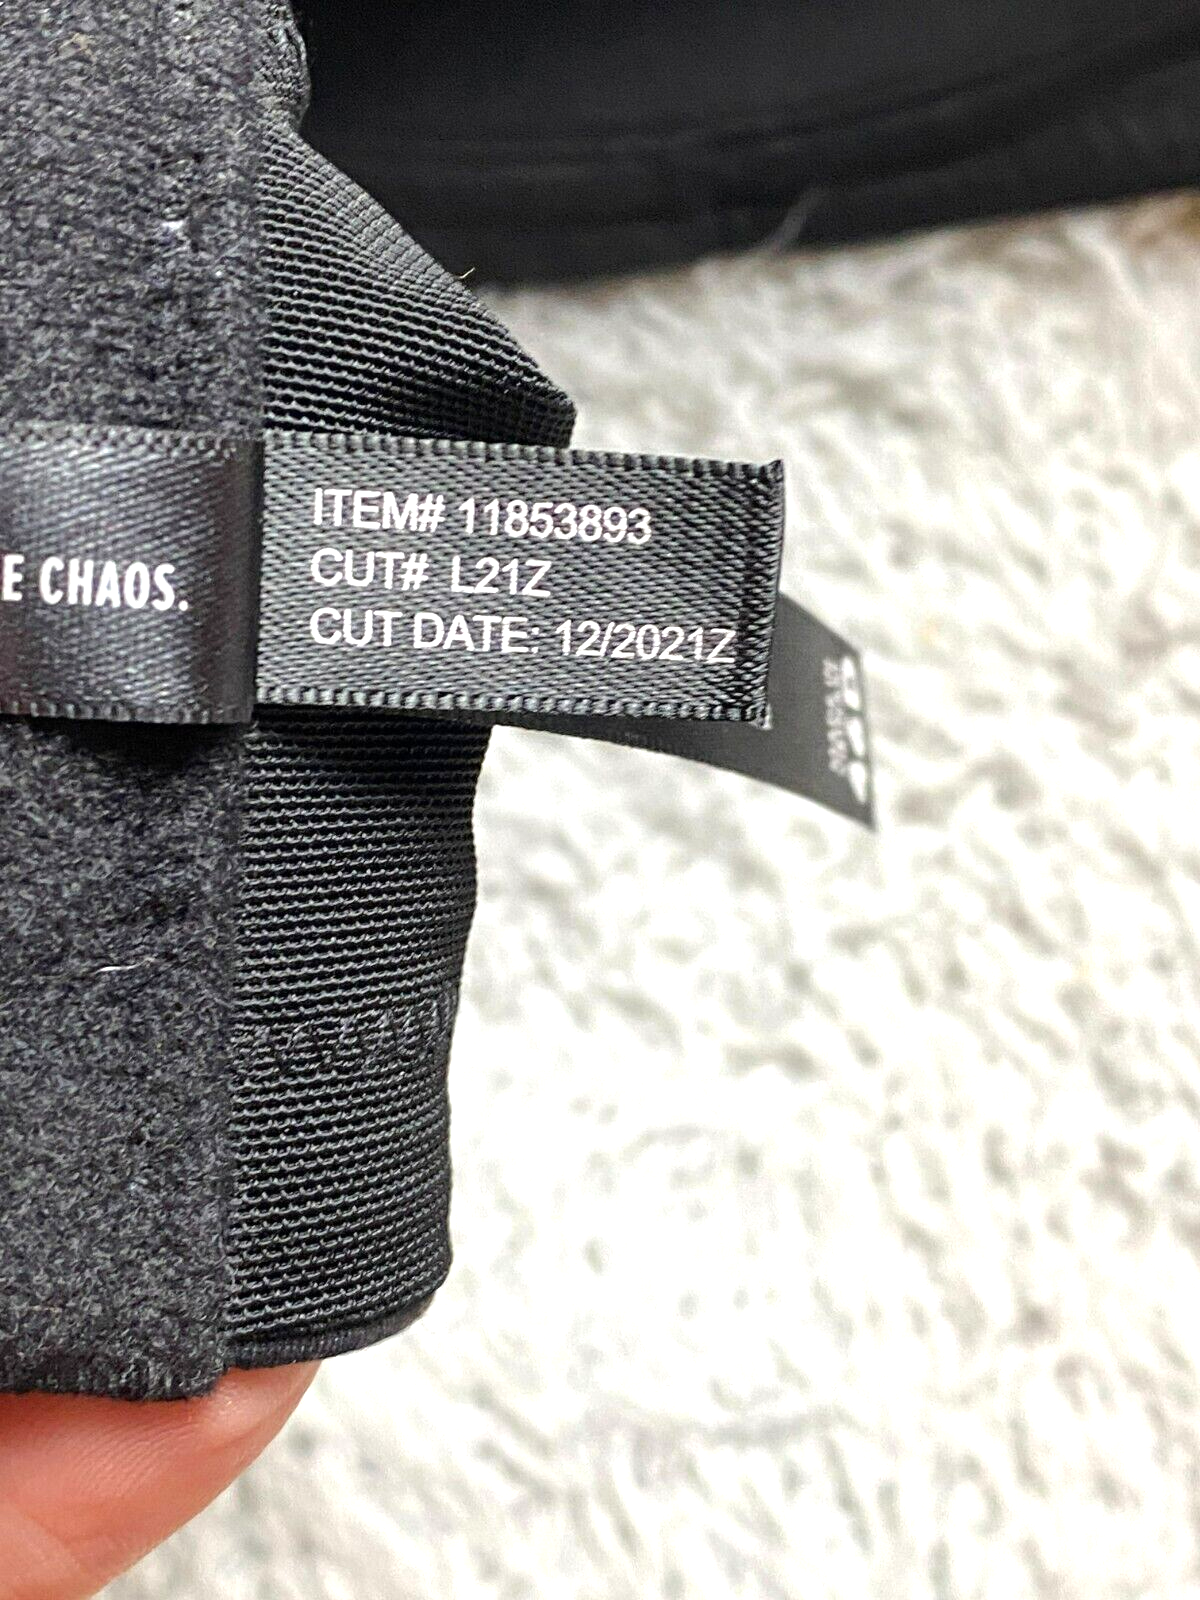 E CHAOS.
ITEM# 11853893
CUT# L21Z
CUT DATE: 12/2021Z